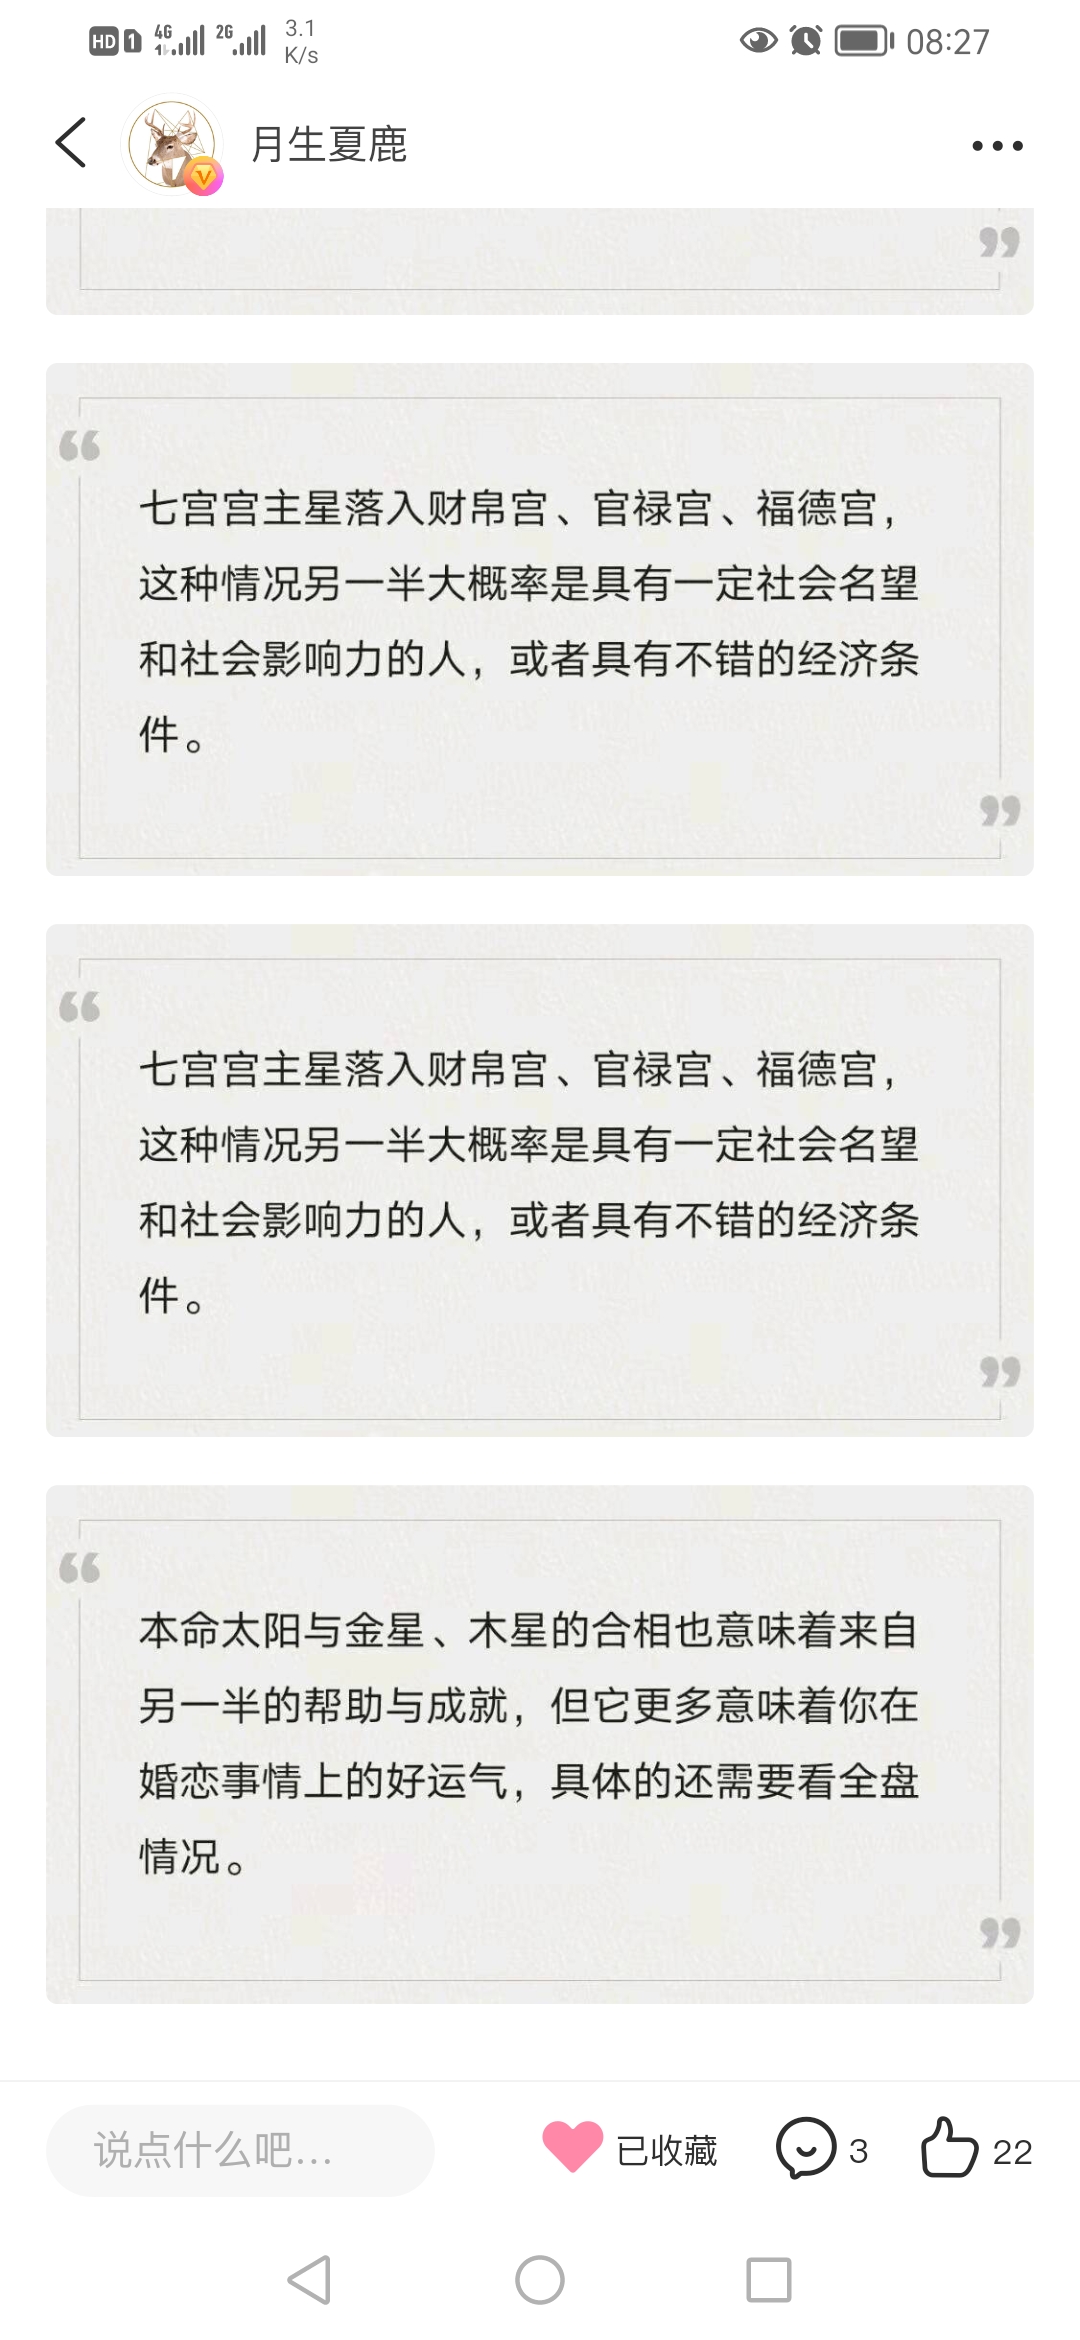 HD 1 4G 2G 3.1 K/s 08:27
月生夏鹿
”
“
七宫宫主星落入财帛宫、官禄宫、福德宫，
这种情况另一半大概率是具有一定社会名望
和社会影响力的人，或者具有不错的经济条
件。
”
“
七宫宫主星落入财帛宫、官禄宫、福德宫，
这种情况另一半大概率是具有一定社会名望
和社会影响力的人，或者具有不错的经济条
件。
”
“
本命太阳与金星、木星的合相也意味着来自
另一半的帮助与成就，但它更多意味着你在
婚恋事情上的好运气，具体的还需要看全盘
情况。
”
说点什么吧... 已收藏 3 22